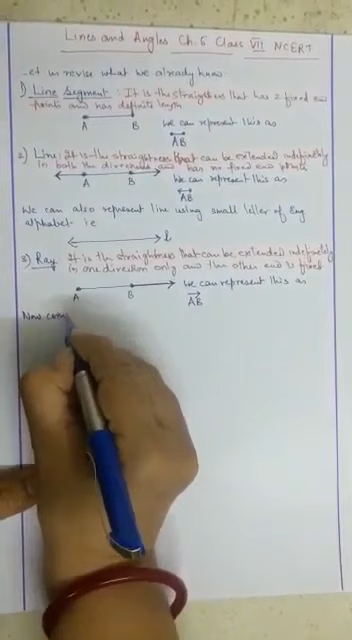 Lines and Angles Ch. 5 Class VII NCERT
Let us revise what we already know
1) Line Segment : It is the straightness that has 2 fixed end
points and has definite length
A B we can represent this as
AB
2) Line: It is the straightness that can be extended indefinitely
in both the directions and has no fixed end points
A B we can represent this as
AB
We can also represent line using small letter of Eng
alphabet i.e
l
3) Ray It is the straightness that can be extended indefinitely
in one direction only and the other end is fixed
A B we can represent this as
AB
Now com